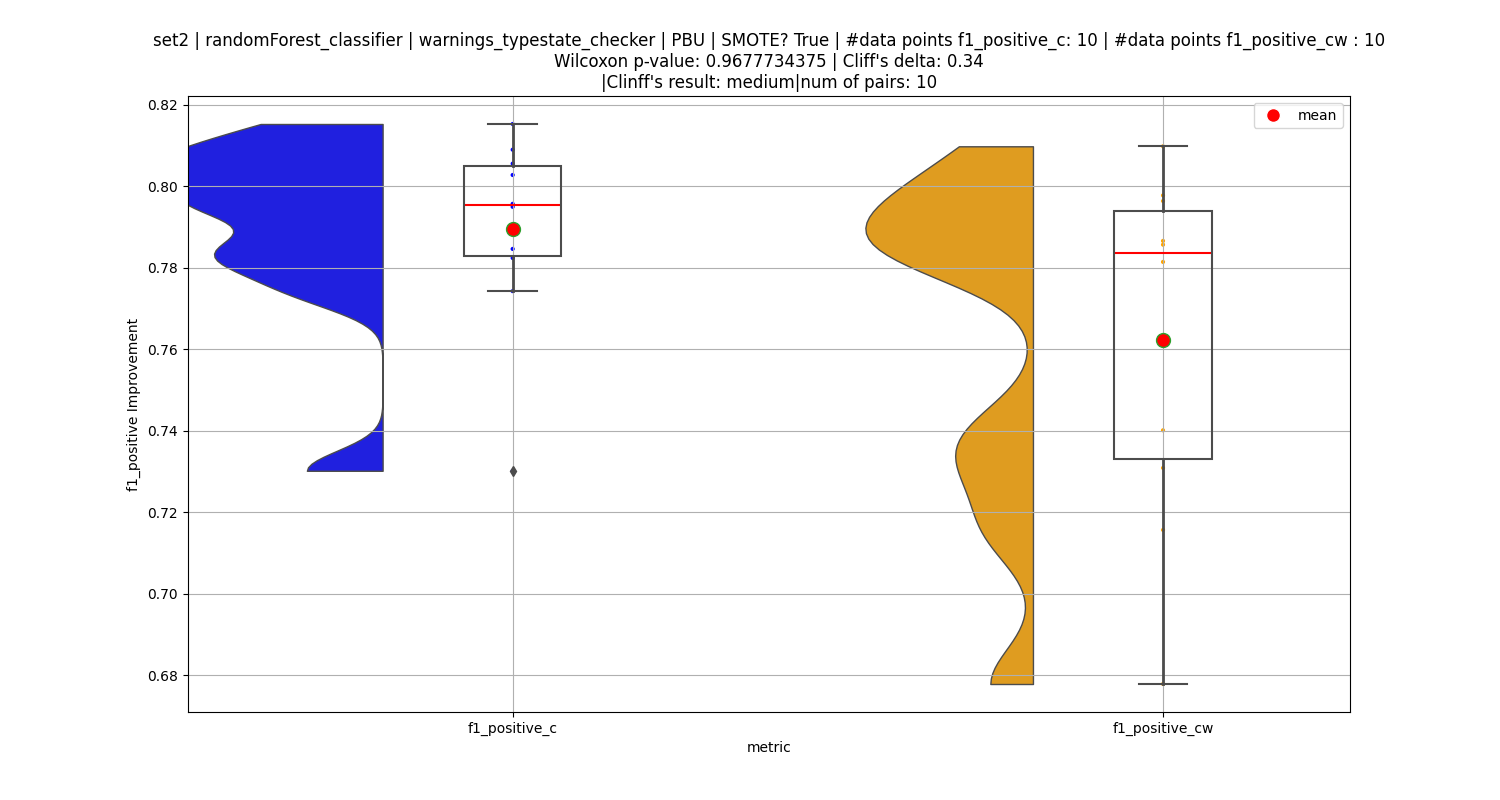 set2 | randomForest_classifier | warnings_typestate_checker | PBU | SMOTE? True | #data points f1_positive_c: 10 | #data points f1_positive_cw : 10
Wilcoxon p-value: 0.9677734375 | Cliff's delta: 0.34
|Clinff's result: medium|num of pairs: 10
mean
0.82
0.80
0.78
0.76
0.74
0.72
0.70
0.68
f1_positive Improvement
f1_positive_c
f1_positive_cw
metric